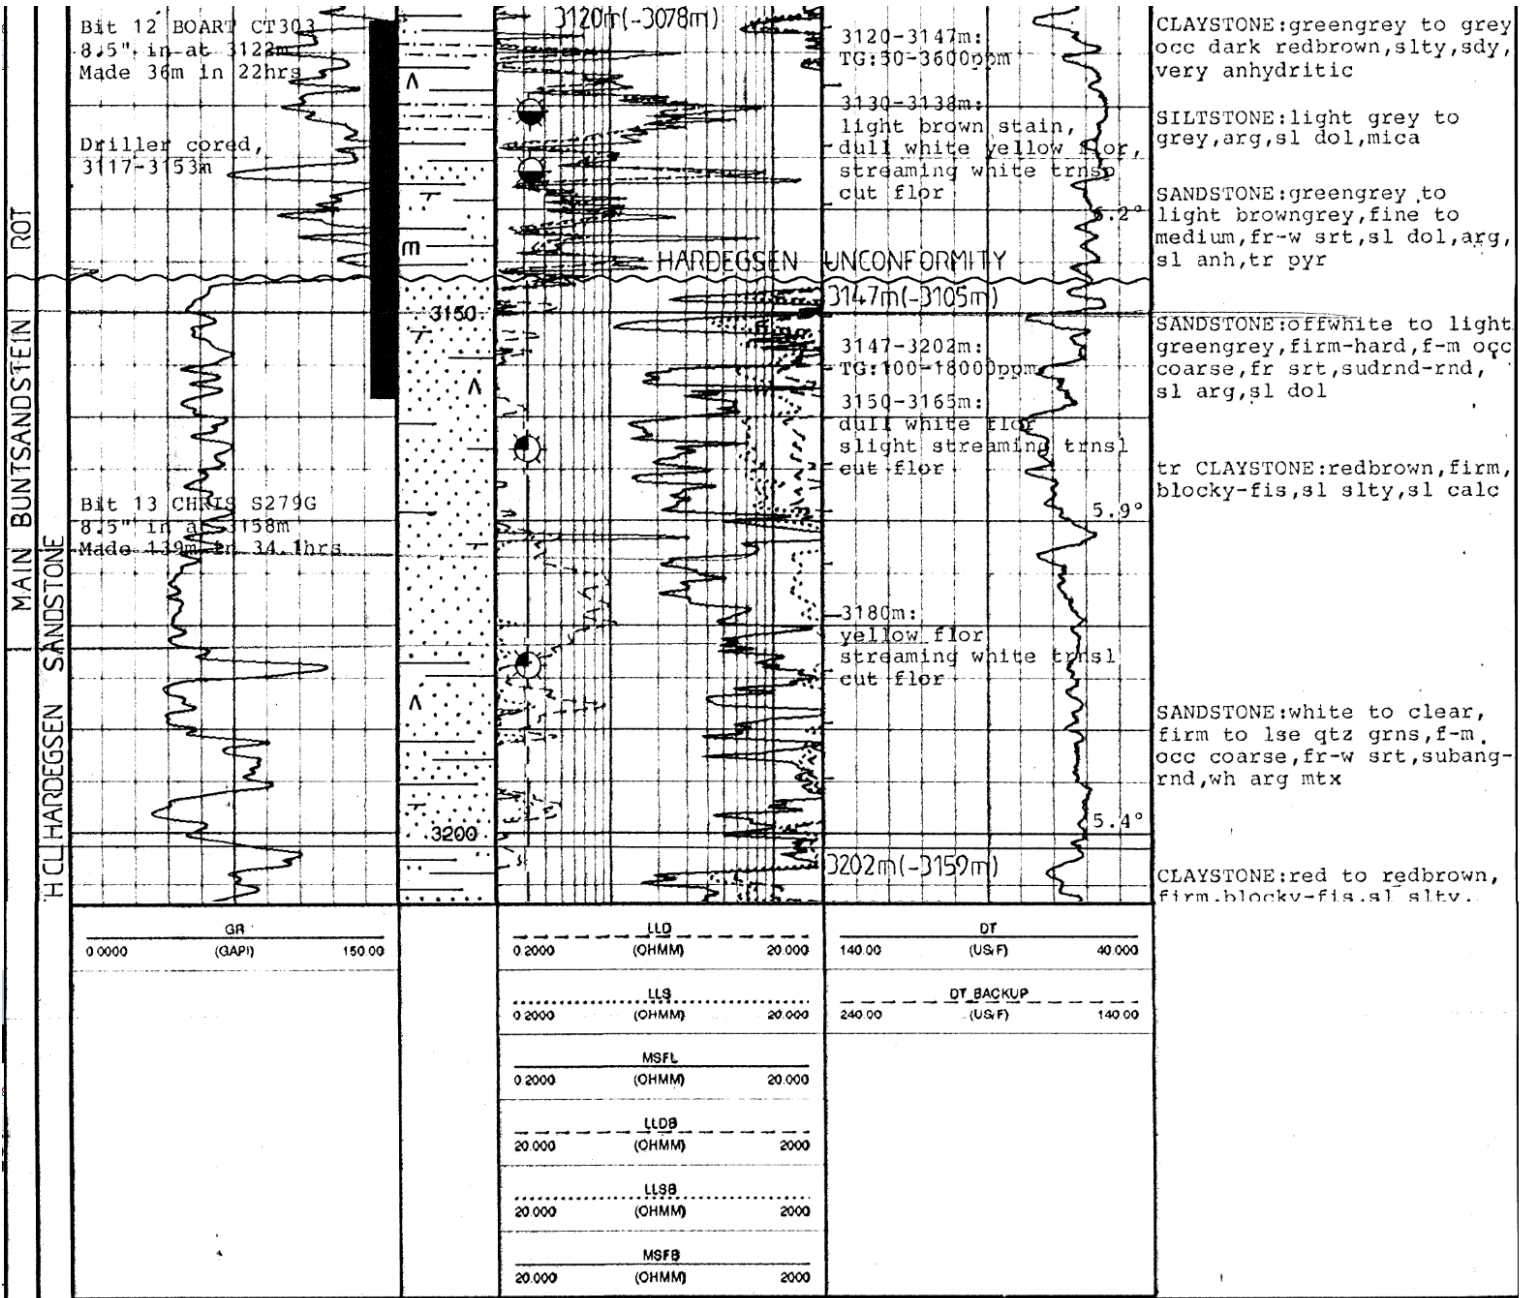 Bit 12 BOART CT303
8.5" in at 3122m
Made 36m in 22hrs
Driller cored,
3117-3153m
Bit 13 CHRIS S279G
8.5" in at 3158m
Made 139m in 34.1hrs
ROT
MAIN BUNTSANDSTEIN
HARDEGSEN SANDSTONE
m
3150
3200
3120m(-3078m)
HARDEGSEN UNCONFORMITY
3147m(-3105m)
3202m(-3159m)
3120-3147m:
TG:50-3600ppm
3130-3138m:
light brown stain,
dull white yellow flor,
streaming white trnsp
cut flor
3147-3202m:
TG:100-18000ppm
3150-3165m:
dull white flor
slight streaming trnsl
cut flor
3180m:
yellow flor
streaming white trnsl
cut flor
5.9°
5.4°
CLAYSTONE:greengrey to grey
occ dark redbrown,slty,sdy,
very anhydritic
SILTSTONE:light grey to
grey,arg,sl dol,mica
SANDSTONE:greengrey to
light browngrey,fine to
medium,fr-w srt,sl dol,arg,
sl anh,tr pyr
SANDSTONE:offwhite to light
greengrey,firm-hard,f-m occ
coarse,fr srt,sudrnd-rnd,
sl arg,sl dol
tr CLAYSTONE:redbrown,firm,
blocky-fis,sl slty,sl calc
SANDSTONE:white to clear,
firm to lse qtz grns,f-m
occ coarse,fr-w srt,subang-
rnd,wh arg mtx
CLAYSTONE:red to redbrown,
firm,blocky-fis,sl slty,
GR
0.0000 (GAPI) 150.00
LLD
0.2000 (OHMM) 20.000
LLS
0.2000 (OHMM) 20.000
MSFL
0.2000 (OHMM) 20.000
LLDB
20.000 (OHMM) 2000
LLSB
20.000 (OHMM) 2000
MSFB
20.000 (OHMM) 2000
DT
140.00 (US/F) 40.000
DT BACKUP
240.00 (US/F) 140.00